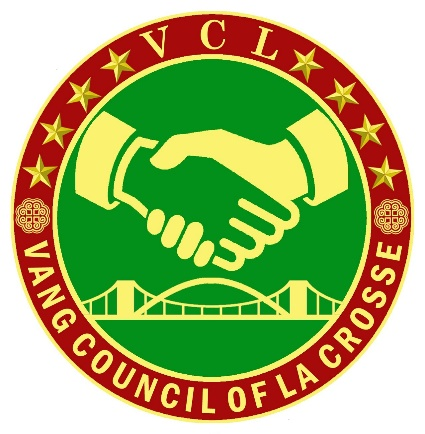 VCL
VANG COUNCIL OF LA CROSSE